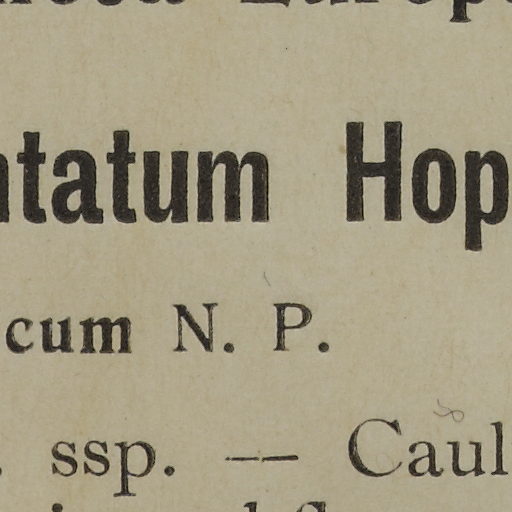 ntatum Hop
cum N. P.
. ssp. — Caul